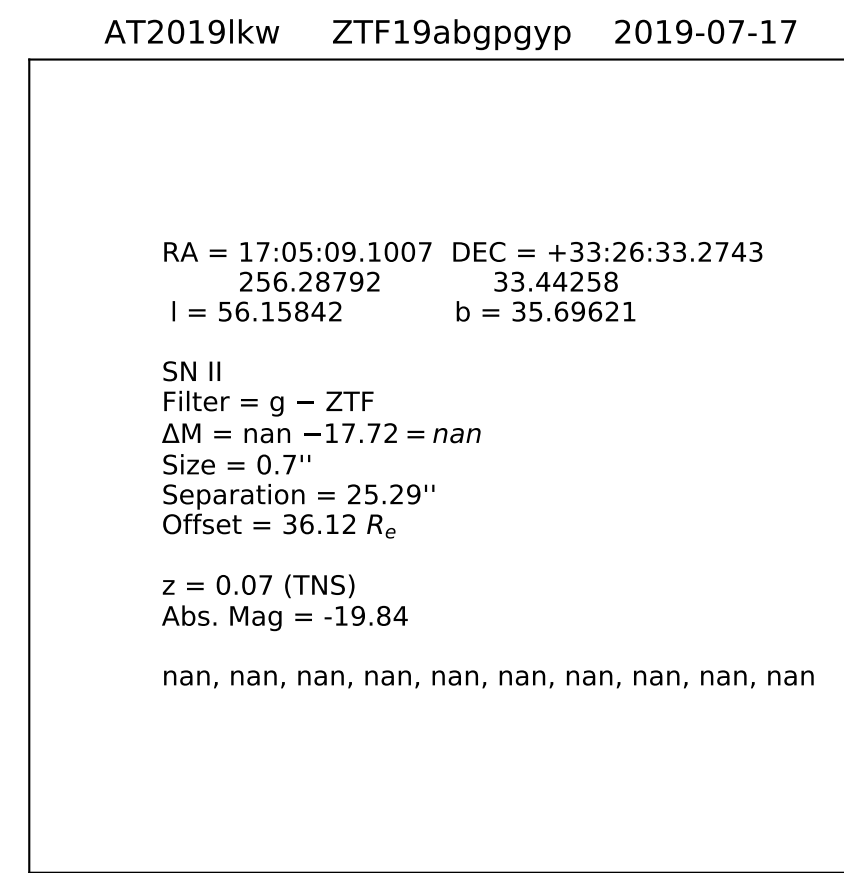 AT2019lkw ZTF19abgpgyp 2019-07-17
RA = 17:05:09.1007 DEC = +33:26:33.2743
256.28792 33.44258
l = 56.15842 b = 35.69621
SN II
Filter = g − ZTF
ΔM = nan −17.72 = nan
Size = 0.7''
Separation = 25.29''
Offset = 36.12 Re
z = 0.07 (TNS)
Abs. Mag = -19.84
nan, nan, nan, nan, nan, nan, nan, nan, nan, nan